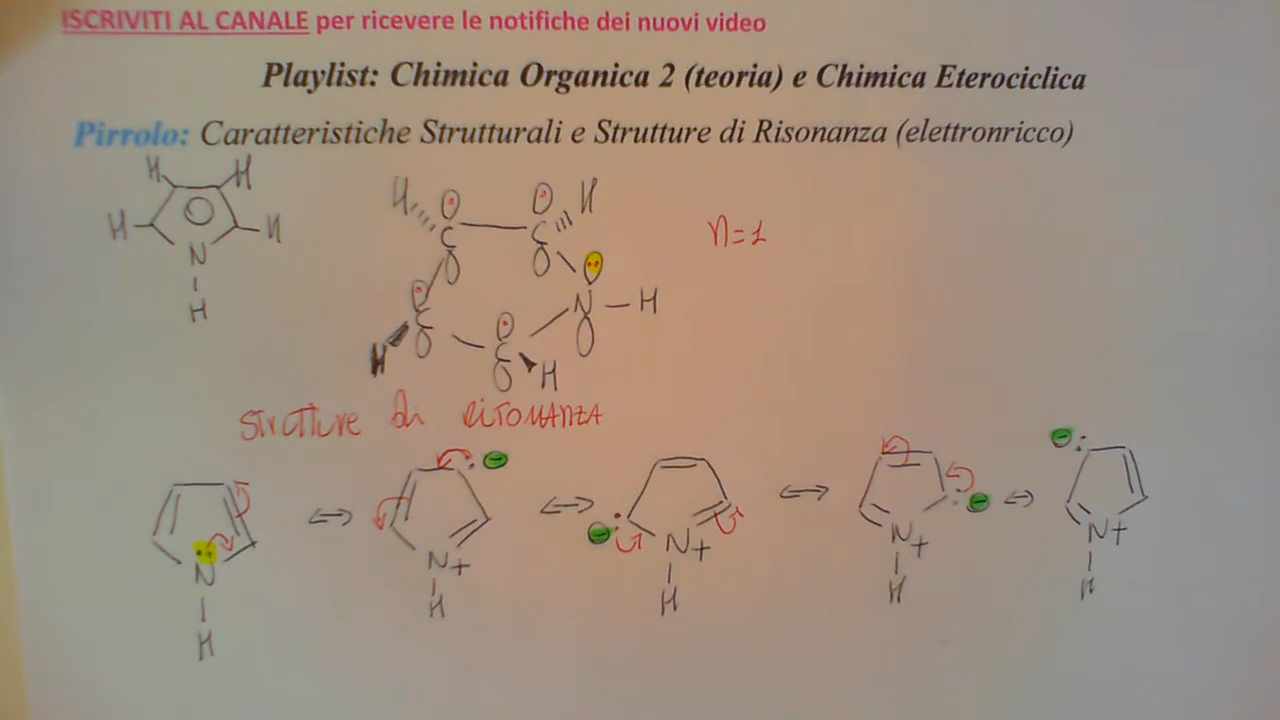 ISCRIVITI AL CANALE per ricevere le notifiche dei nuovi video
Playlist: Chimica Organica 2 (teoria) e Chimica Eterociclica
Pirrolo: Caratteristiche Strutturali e Strutture di Risonanza (elettronricco)
H H
H H
N
H
H H
C C
N H
C C
H H
n=1
Strutture di RISONANZA
N N+ N+ N+ N+
H H H H H